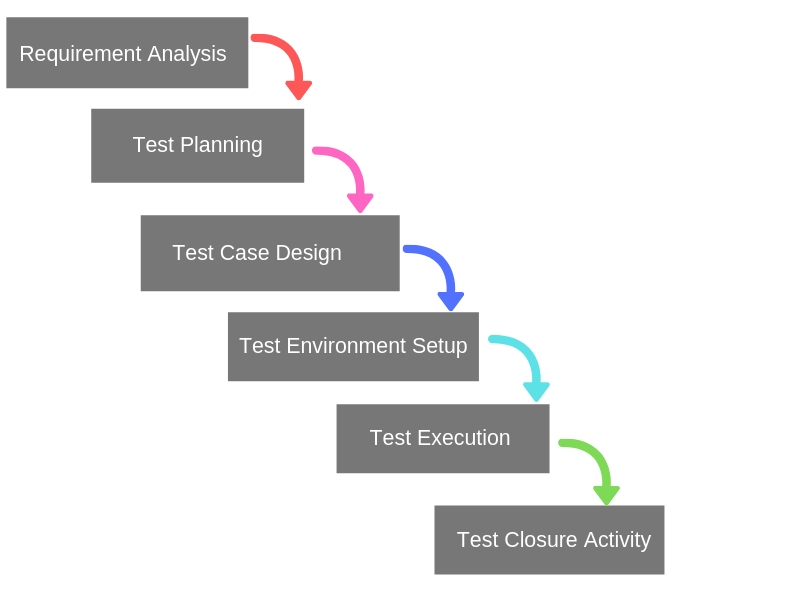 Requirement Analysis
Test Planning
Test Case Design
Test Environment Setup
Test Execution
Test Closure Activity